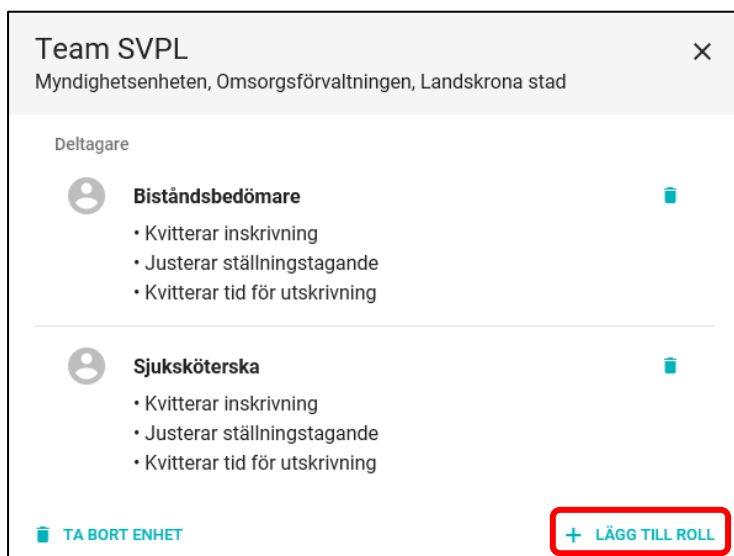 Team SVPL
Myndighetsenheten, Omsorgsförvaltningen, Landskrona stad
Deltagare
Biståndsbedömare
• Kvitterar inskrivning
• Justerar ställningstagande
• Kvitterar tid för utskrivning
Sjuksköterska
• Kvitterar inskrivning
• Justerar ställningstagande
• Kvitterar tid för utskrivning
TA BORT ENHET
+ LÄGG TILL ROLL